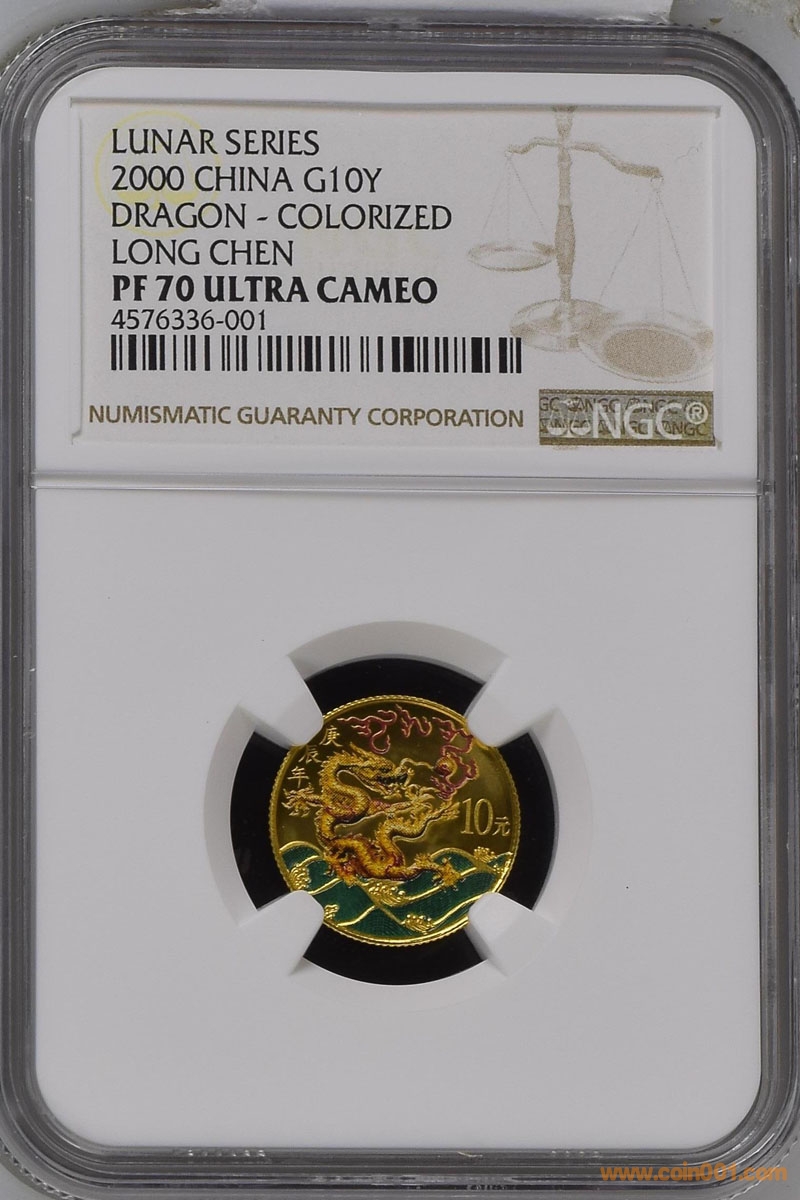 LUNAR SERIES
2000 CHINA G10Y
DRAGON - COLORIZED
LONG CHEN
PF 70 ULTRA CAMEO
4576336-001
NUMISMATIC GUARANTY CORPORATION
NGC®
庚辰年
10元
www.coin001.com